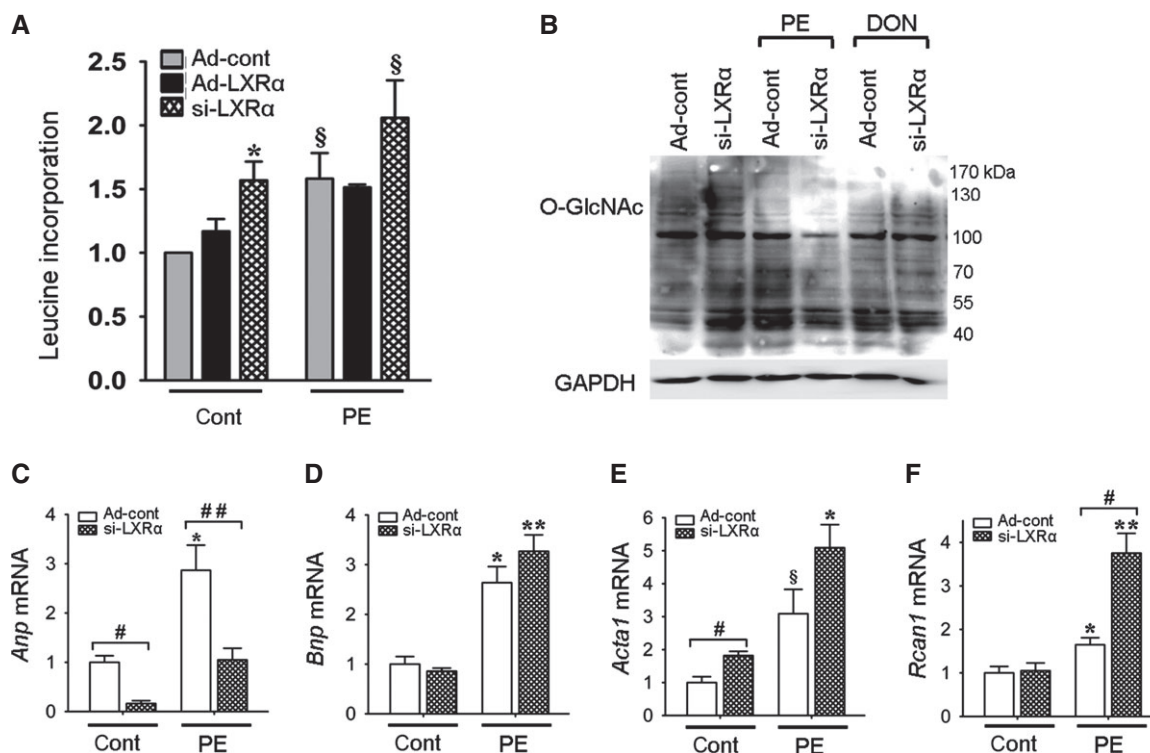 A
Leucine incorporation
2.5
2.0
1.5
1.0
0.5
0.0
Ad-cont
Ad-LXRα
si-LXRα
*
§
§
Cont
PE
B
PE
DON
Ad-cont
si-LXRα
Ad-cont
si-LXRα
Ad-cont
si-LXRα
O-GlcNAc
170 kDa
130
100
70
55
40
GAPDH
C
Anp mRNA
4
3
2
1
0
Ad-cont
si-LXRα
#
##
*
Cont
PE
D
Bnp mRNA
4
3
2
1
0
Ad-cont
si-LXRα
*
**
Cont
PE
E
Acta1 mRNA
6
5
4
3
2
1
0
Ad-cont
si-LXRα
#
§
*
Cont
PE
F
Rcan1 mRNA
4
3
2
1
0
Ad-cont
si-LXRα
#
*
**
Cont
PE